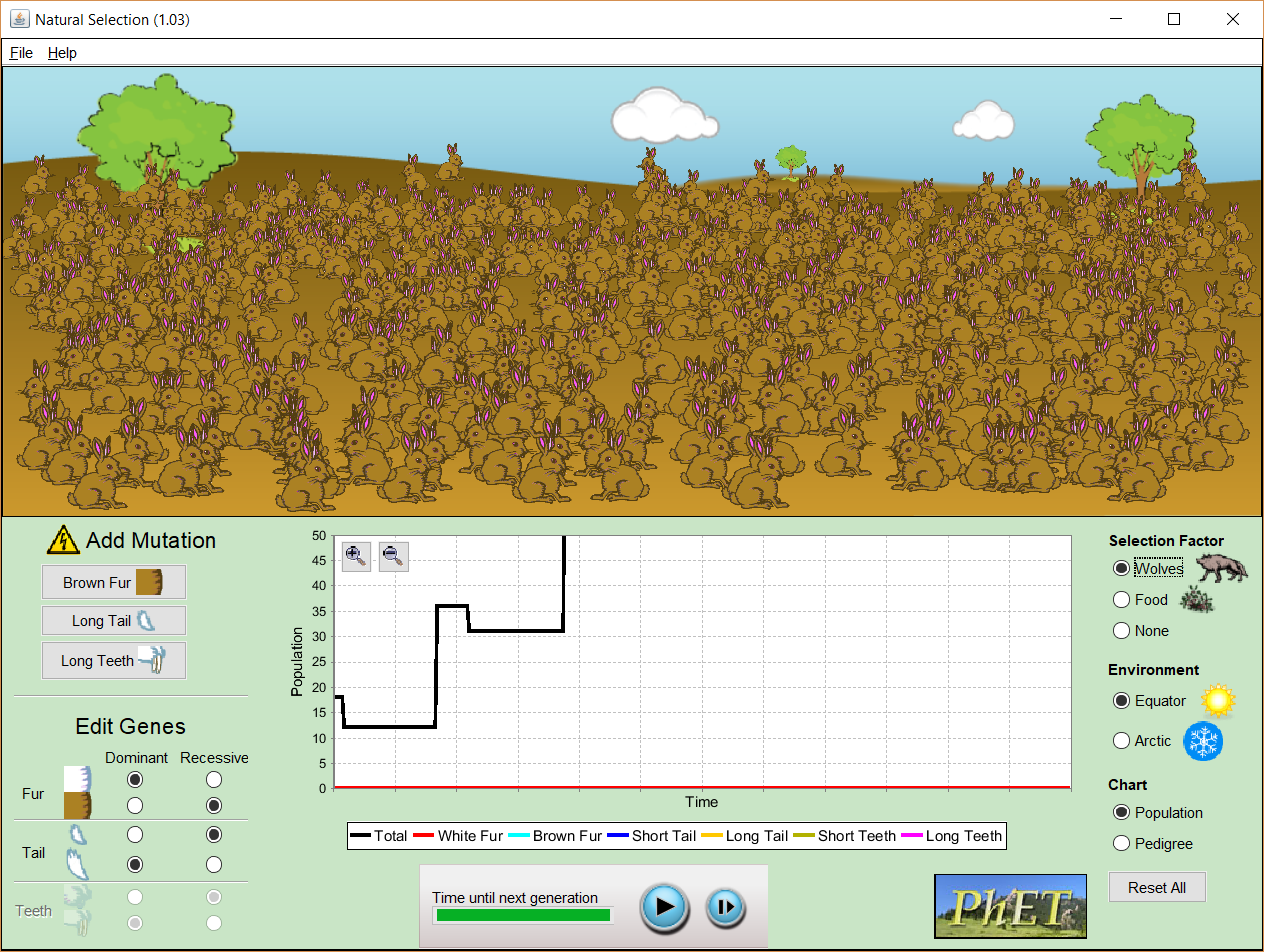 Natural Selection (1.03)
File Help
Add Mutation
Brown Fur
Long Tail
Long Teeth
Edit Genes
Dominant Recessive
Fur
Tail
Teeth
50
45
40
35
30
25
20
15
10
5
0
Population
Time
Total White Fur Brown Fur Short Tail Long Tail Short Teeth Long Teeth
Time until next generation
PhET
Selection Factor
Wolves
Food
None
Environment
Equator
Arctic
Chart
Population
Pedigree
Reset All